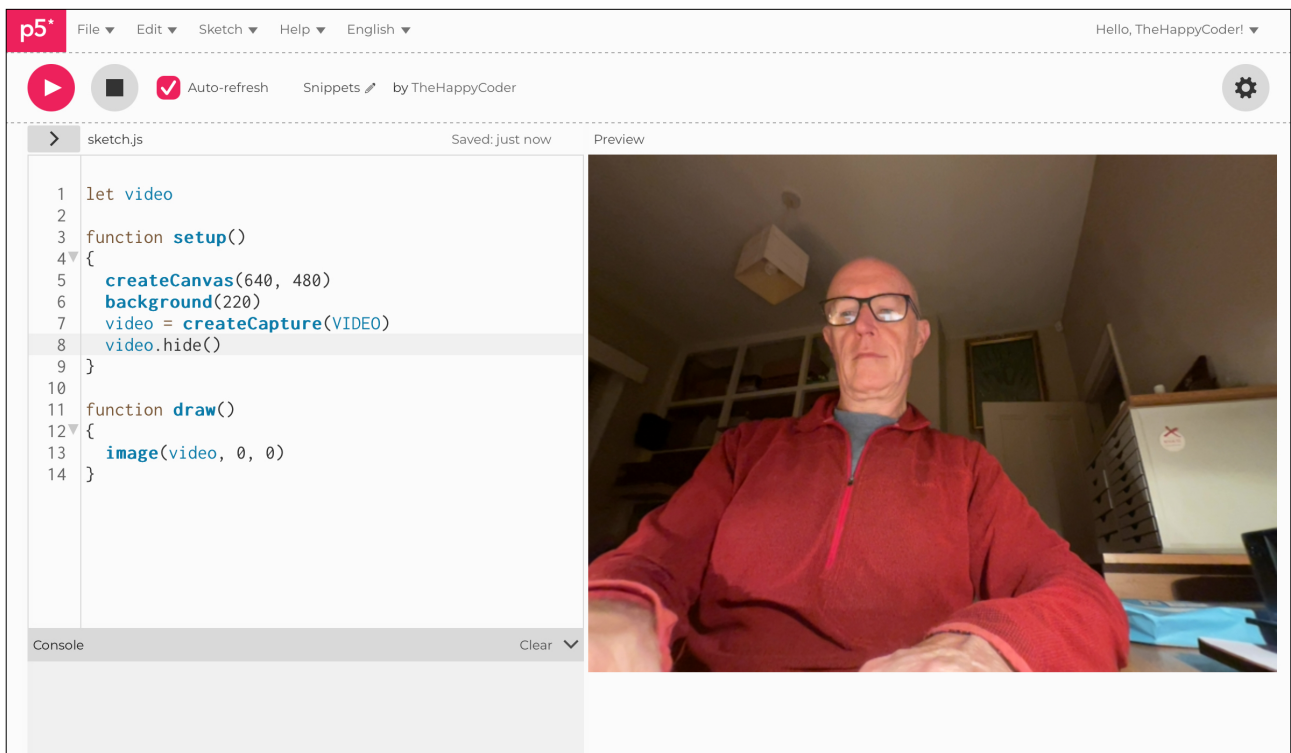 p5*
File Edit Sketch Help English Hello, TheHappyCoder!
Auto-refresh Snippets by TheHappyCoder
> sketch.js Saved: just now Preview
1 let video
2
3 function setup()
4 {
5 createCanvas(640, 480)
6 background(220)
7 video = createCapture(VIDEO)
8 video.hide()
9 }
10
11 function draw()
12 {
13 image(video, 0, 0)
14 }
Console Clear